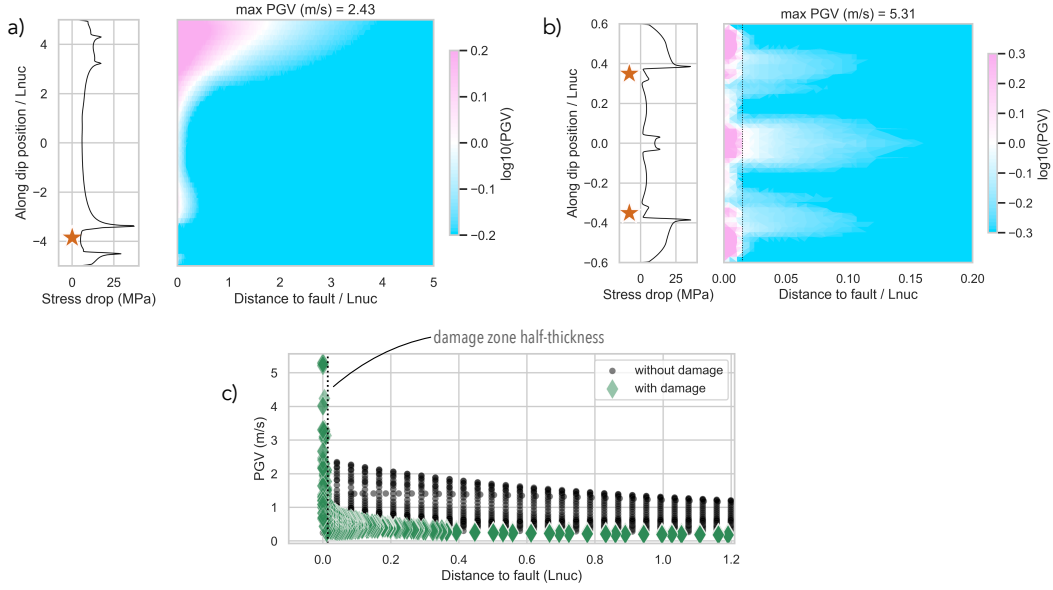 a)
max PGV (m/s) = 2.43
Along dip position / Lnuc
4
2
0
−2
−4
0
25
Stress drop (MPa)
0
1
2
3
4
5
Distance to fault / Lnuc
0.2
0.1
0.0
−0.1
−0.2
log10(PGV)
b)
max PGV (m/s) = 5.31
Along dip position / Lnuc
0.6
0.4
0.2
0.0
−0.2
−0.4
−0.6
0
25
Stress drop (MPa)
0.00
0.05
0.10
0.15
0.20
Distance to fault / Lnuc
0.3
0.2
0.1
0.0
−0.1
−0.2
−0.3
log10(PGV)
damage zone half-thickness
c)
PGV (m/s)
5
4
3
2
1
0
without damage
with damage
0.0
0.2
0.4
0.6
0.8
1.0
1.2
Distance to fault (Lnuc)